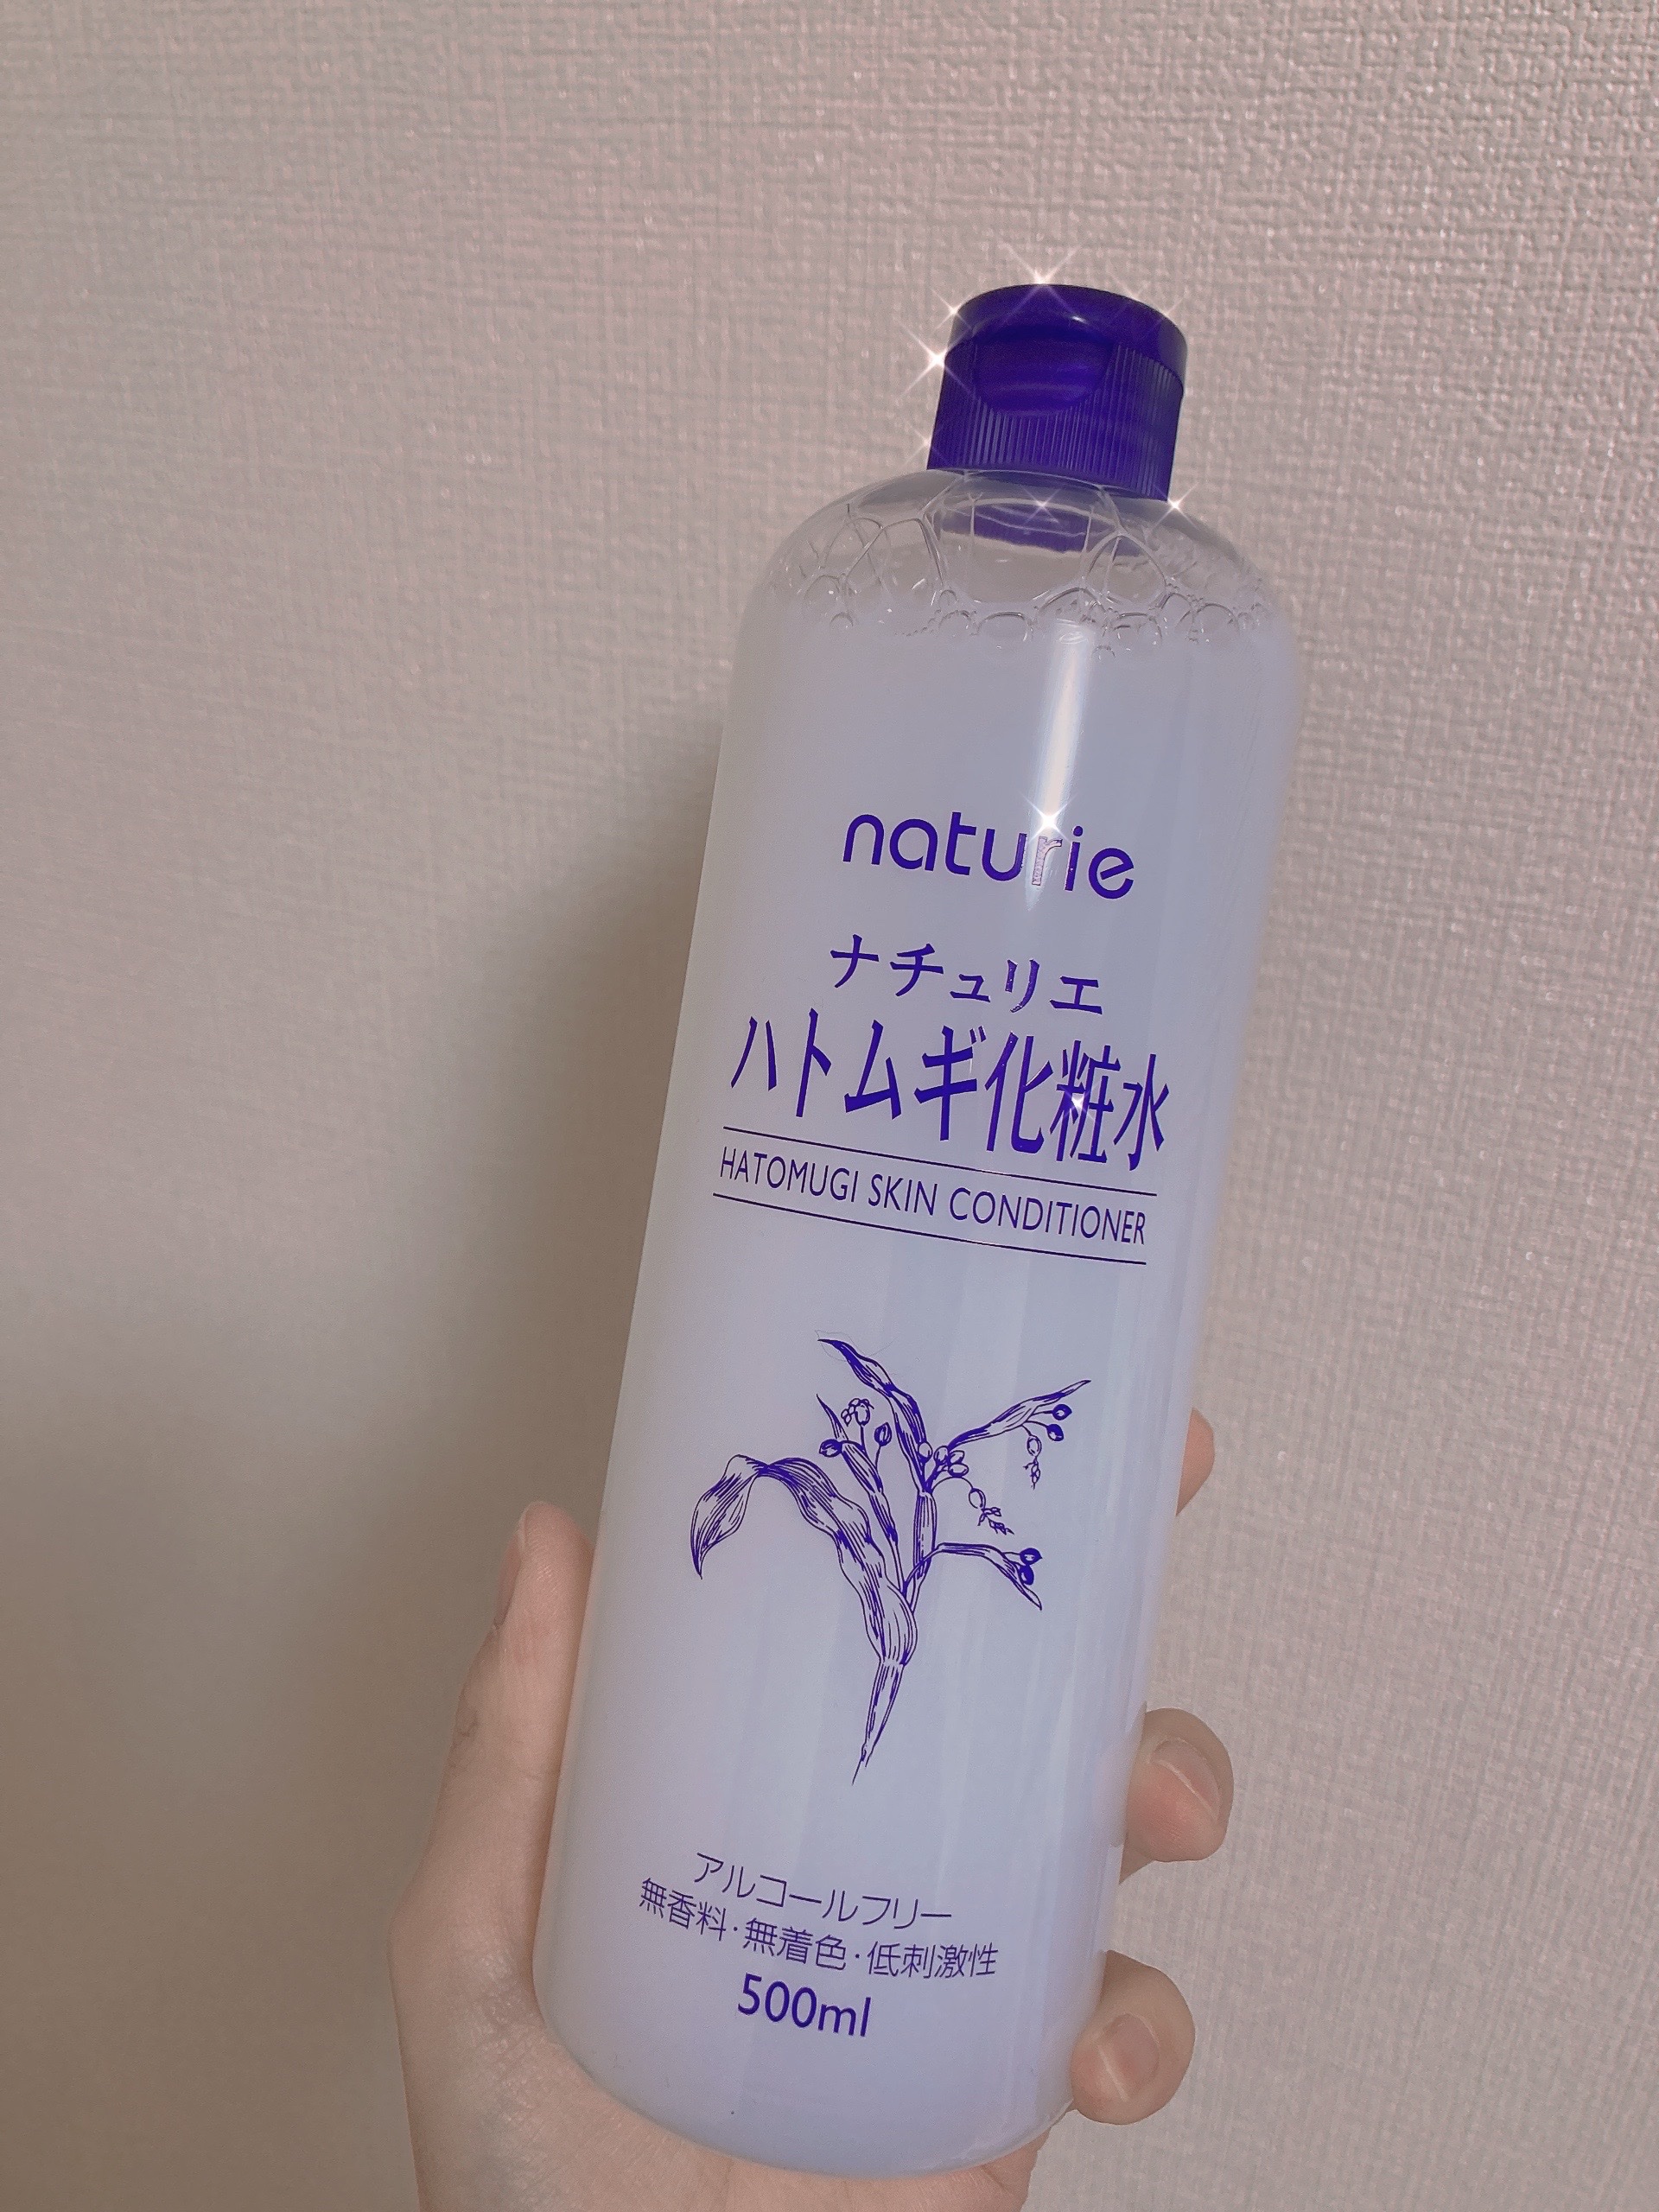 naturie
ナチュリエ
ハトムギ化粧水
HATOMUGI SKIN CONDITIONER
アルコールフリー
無香料・無着色・低刺激性
500ml